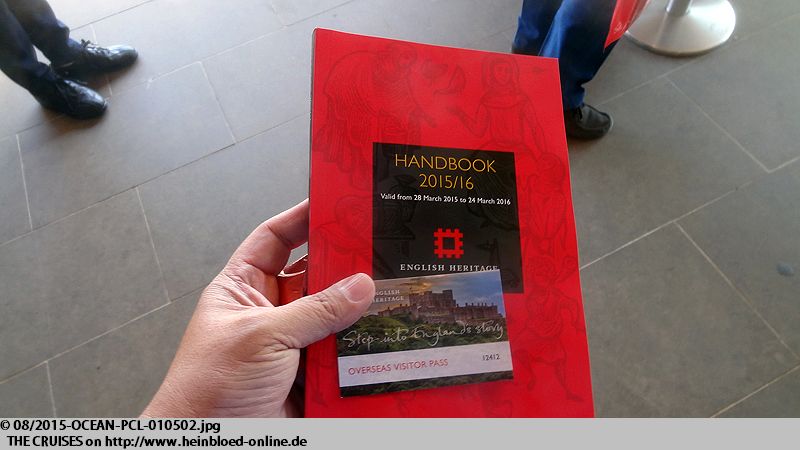 HANDBOOK
2015/16
Valid from 28 March 2015 to 24 March 2016
ENGLISH HERITAGE
ENGLISH
HERITAGE
Step into England's story
OVERSEAS VISITOR PASS 12412
© 08/2015-OCEAN-PCL-010502.jpg
THE CRUISES on http://www.heinbloed-online.de